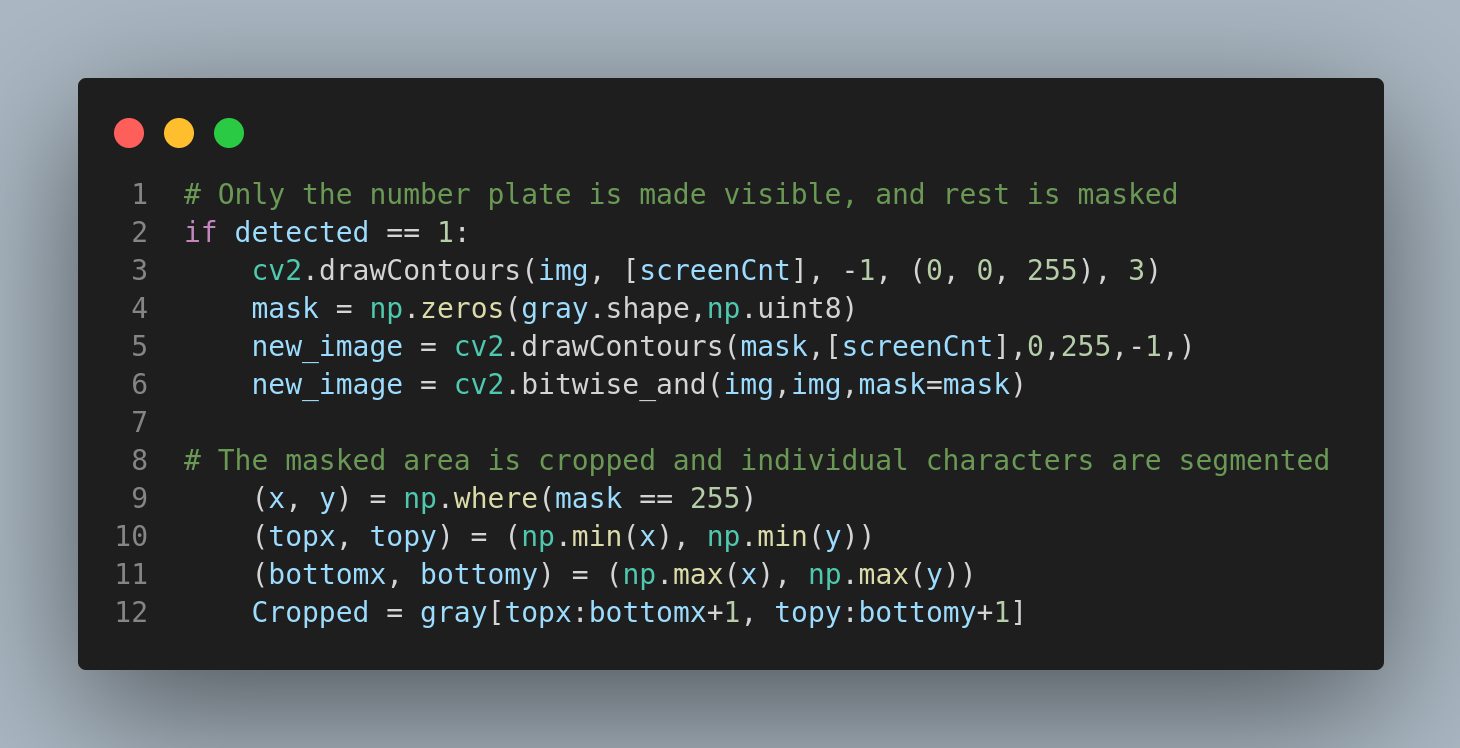 1 # Only the number plate is made visible, and rest is masked
2 if detected == 1:
3     cv2.drawContours(img, [screenCnt], -1, (0, 0, 255), 3)
4     mask = np.zeros(gray.shape,np.uint8)
5     new_image = cv2.drawContours(mask,[screenCnt],0,255,-1,)
6     new_image = cv2.bitwise_and(img,img,mask=mask)
7
8 # The masked area is cropped and individual characters are segmented
9     (x, y) = np.where(mask == 255)
10     (topx, topy) = (np.min(x), np.min(y))
11     (bottomx, bottomy) = (np.max(x), np.max(y))
12     Cropped = gray[topx:bottomx+1, topy:bottomy+1]